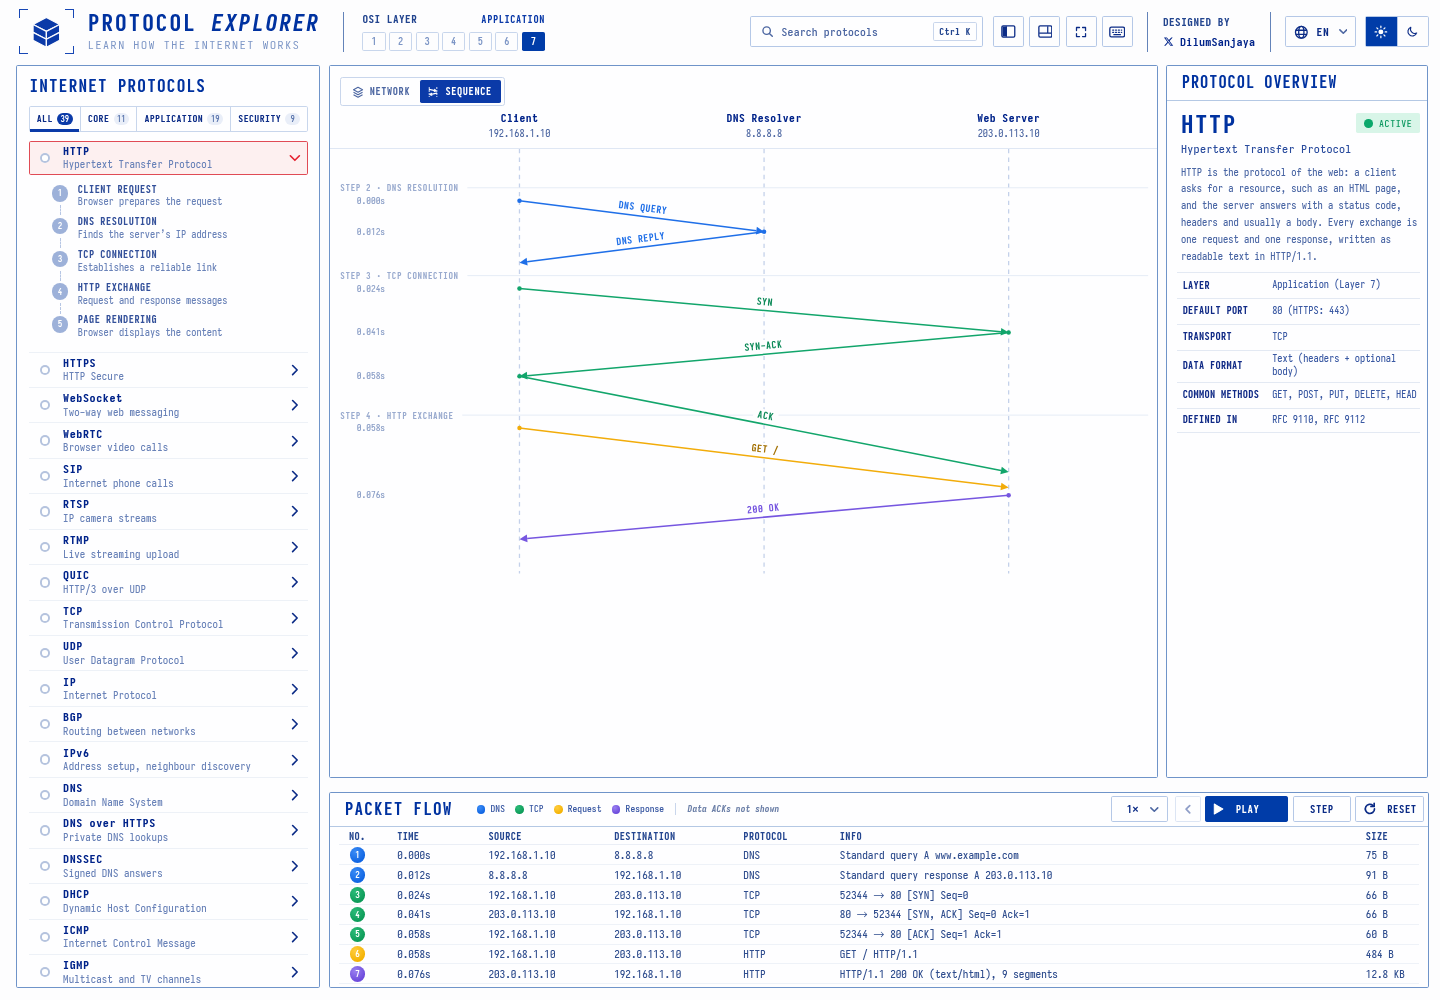 PROTOCOL EXPLORER
LEARN HOW THE INTERNET WORKS
OSI LAYER APPLICATION
1 2 3 4 5 6 7
Search protocols Ctrl K
DESIGNED BY
DilumSanjaya
EN
INTERNET PROTOCOLS
ALL 39 CORE 11 APPLICATION 19 SECURITY 9
HTTP
Hypertext Transfer Protocol
1 CLIENT REQUEST
Browser prepares the request
2 DNS RESOLUTION
Finds the server's IP address
3 TCP CONNECTION
Establishes a reliable link
4 HTTP EXCHANGE
Request and response messages
5 PAGE RENDERING
Browser displays the content
HTTPS
HTTP Secure
WebSocket
Two-way web messaging
WebRTC
Browser video calls
SIP
Internet phone calls
RTSP
IP camera streams
RTMP
Live streaming upload
QUIC
HTTP/3 over UDP
TCP
Transmission Control Protocol
UDP
User Datagram Protocol
IP
Internet Protocol
BGP
Routing between networks
IPv6
Address setup, neighbour discovery
DNS
Domain Name System
DNS over HTTPS
Private DNS lookups
DNSSEC
Signed DNS answers
DHCP
Dynamic Host Configuration
ICMP
Internet Control Message
IGMP
Multicast and TV channels
NETWORK SEQUENCE
Client DNS Resolver Web Server
192.168.1.10 8.8.8.8 203.0.113.10
STEP 2 · DNS RESOLUTION
0.000s
DNS QUERY
0.012s
DNS REPLY
STEP 3 · TCP CONNECTION
0.024s
SYN
0.041s
SYN-ACK
0.058s
ACK
STEP 4 · HTTP EXCHANGE
0.058s
GET /
0.076s
200 OK
PROTOCOL OVERVIEW
HTTP ACTIVE
Hypertext Transfer Protocol
HTTP is the protocol of the web: a client
asks for a resource, such as an HTML page,
and the server answers with a status code,
headers and usually a body. Every exchange is
one request and one response, written as
readable text in HTTP/1.1.
LAYER Application (Layer 7)
DEFAULT PORT 80 (HTTPS: 443)
TRANSPORT TCP
DATA FORMAT Text (headers + optional
body)
COMMON METHODS GET, POST, PUT, DELETE, HEAD
DEFINED IN RFC 9110, RFC 9112
PACKET FLOW DNS TCP Request Response Data ACKs not shown
1× PLAY STEP RESET
NO. TIME SOURCE DESTINATION PROTOCOL INFO SIZE
1 0.000s 192.168.1.10 8.8.8.8 DNS Standard query A www.example.com 75 B
2 0.012s 8.8.8.8 192.168.1.10 DNS Standard query response A 203.0.113.10 91 B
3 0.024s 192.168.1.10 203.0.113.10 TCP 52344 → 80 [SYN] Seq=0 66 B
4 0.041s 203.0.113.10 192.168.1.10 TCP 80 → 52344 [SYN, ACK] Seq=0 Ack=1 66 B
5 0.058s 192.168.1.10 203.0.113.10 TCP 52344 → 80 [ACK] Seq=1 Ack=1 60 B
6 0.058s 192.168.1.10 203.0.113.10 HTTP GET / HTTP/1.1 484 B
7 0.076s 203.0.113.10 192.168.1.10 HTTP HTTP/1.1 200 OK (text/html), 9 segments 12.8 KB